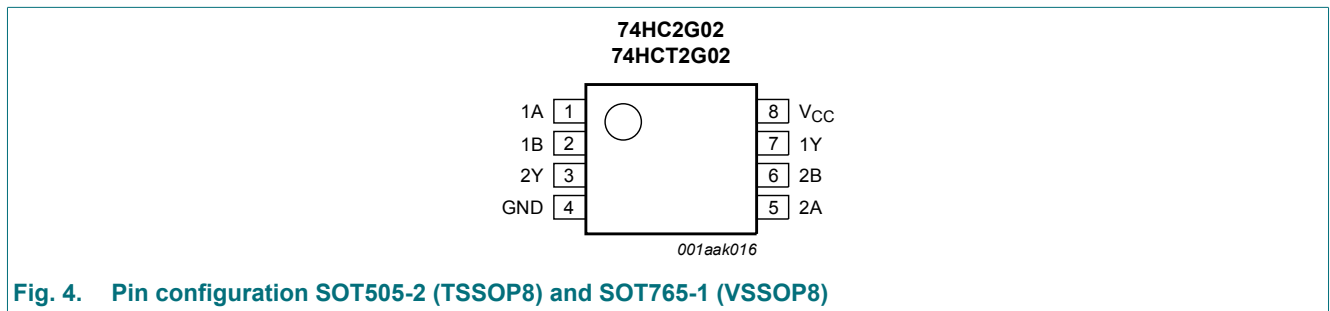 74HC2G02
74HCT2G02
1A 1 8 VCC
1B 2 7 1Y
2Y 3 6 2B
GND 4 5 2A
001aak016
Fig. 4. Pin configuration SOT505-2 (TSSOP8) and SOT765-1 (VSSOP8)